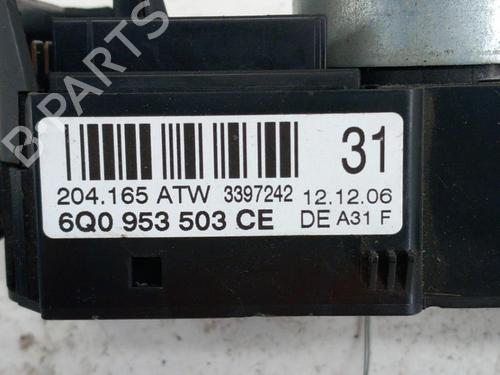 B-PARTS
31
204.165 ATW 3397242 12.12.06
6Q0 953 503 CE DE A31 F